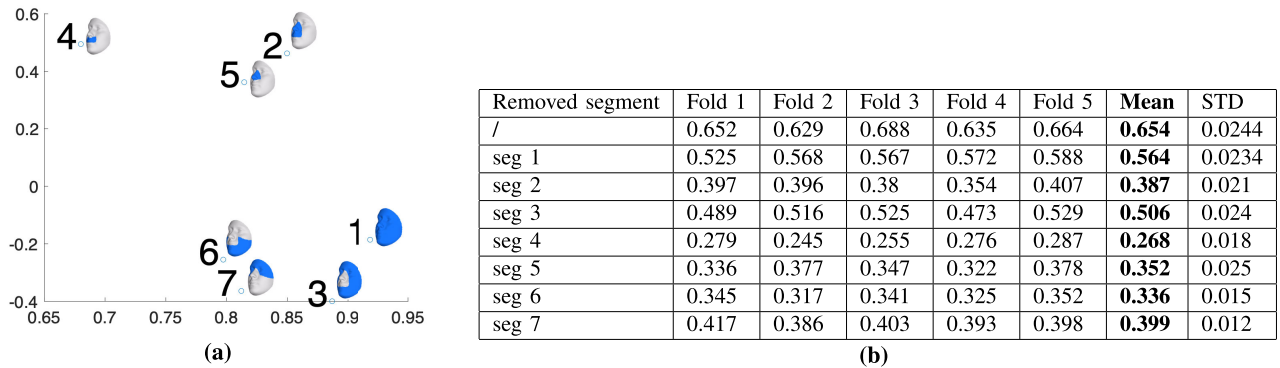 0.6
0.4
0.2
0
-0.2
-0.4
0.65 0.7 0.75 0.8 0.85 0.9 0.95
4
2
5
1
6
7
3
(a)
Removed segment Fold 1 Fold 2 Fold 3 Fold 4 Fold 5 Mean STD
/ 0.652 0.629 0.688 0.635 0.664 0.654 0.0244
seg 1 0.525 0.568 0.567 0.572 0.588 0.564 0.0234
seg 2 0.397 0.396 0.38 0.354 0.407 0.387 0.021
seg 3 0.489 0.516 0.525 0.473 0.529 0.506 0.024
seg 4 0.279 0.245 0.255 0.276 0.287 0.268 0.018
seg 5 0.336 0.377 0.347 0.322 0.378 0.352 0.025
seg 6 0.345 0.317 0.341 0.325 0.352 0.336 0.015
seg 7 0.417 0.386 0.403 0.393 0.398 0.399 0.012
(b)